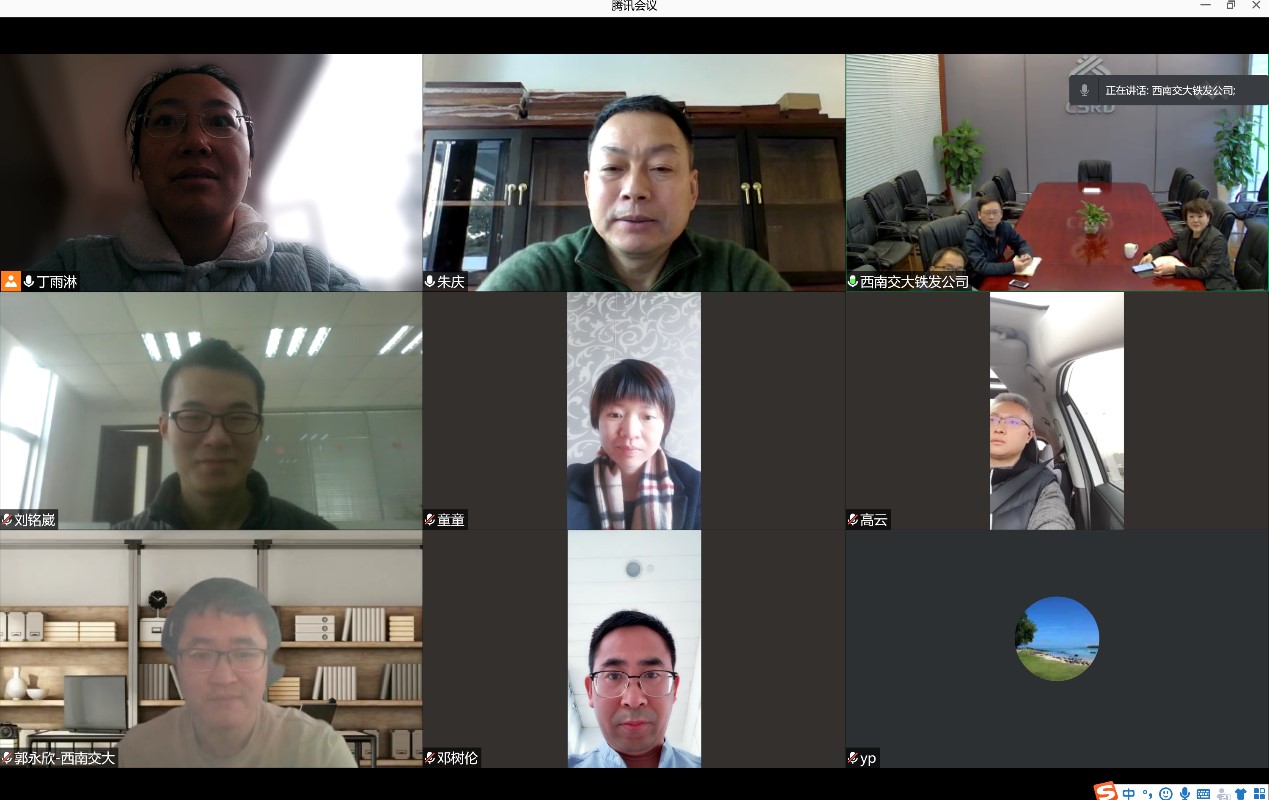 腾讯会议
CSRD
正在讲话: 西南交大铁发公司;
丁雨淋
朱庆
西南交大铁发公司
刘铭崴
童童
高云
郭永欣-西南交大
邓树伦
yp
S中